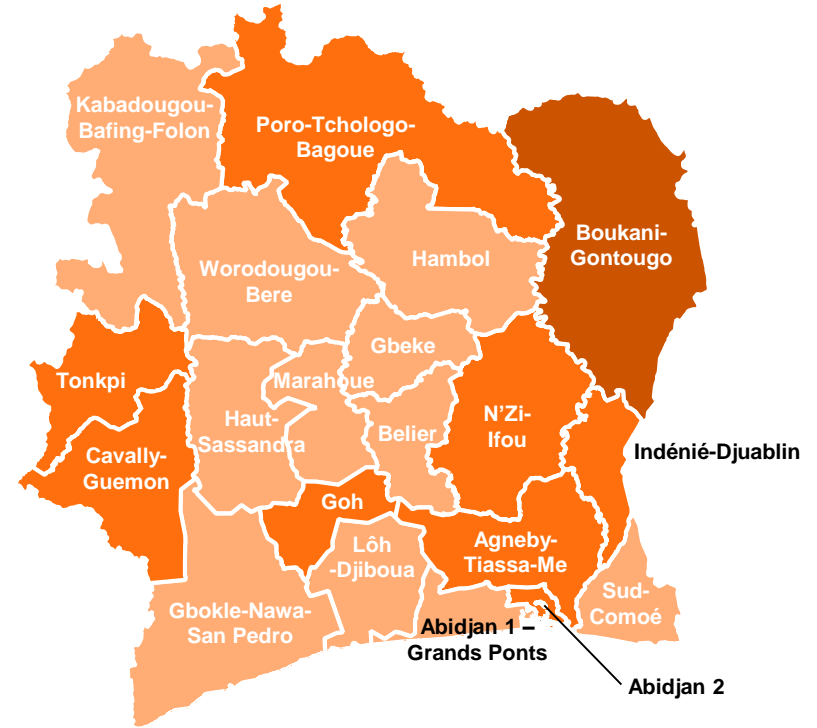 Kabadougou-
Bafing-Folon
Poro-Tchologo-
Bagoue
Boukani-
Gontougo
Hambol
Worodougou-
Bere
Gbeke
Tonkpi
Marahoue
Haut-
Sassandra
Belier
N'Zi-
Ifou
Indénié-Djuablin
Cavally-
Guemon
Goh
Lôh
-Djiboua
Agneby-
Tiassa-Me
Sud-
Comoé
Gbokle-Nawa-
San Pedro
Abidjan 1 –
Grands Ponts
Abidjan 2